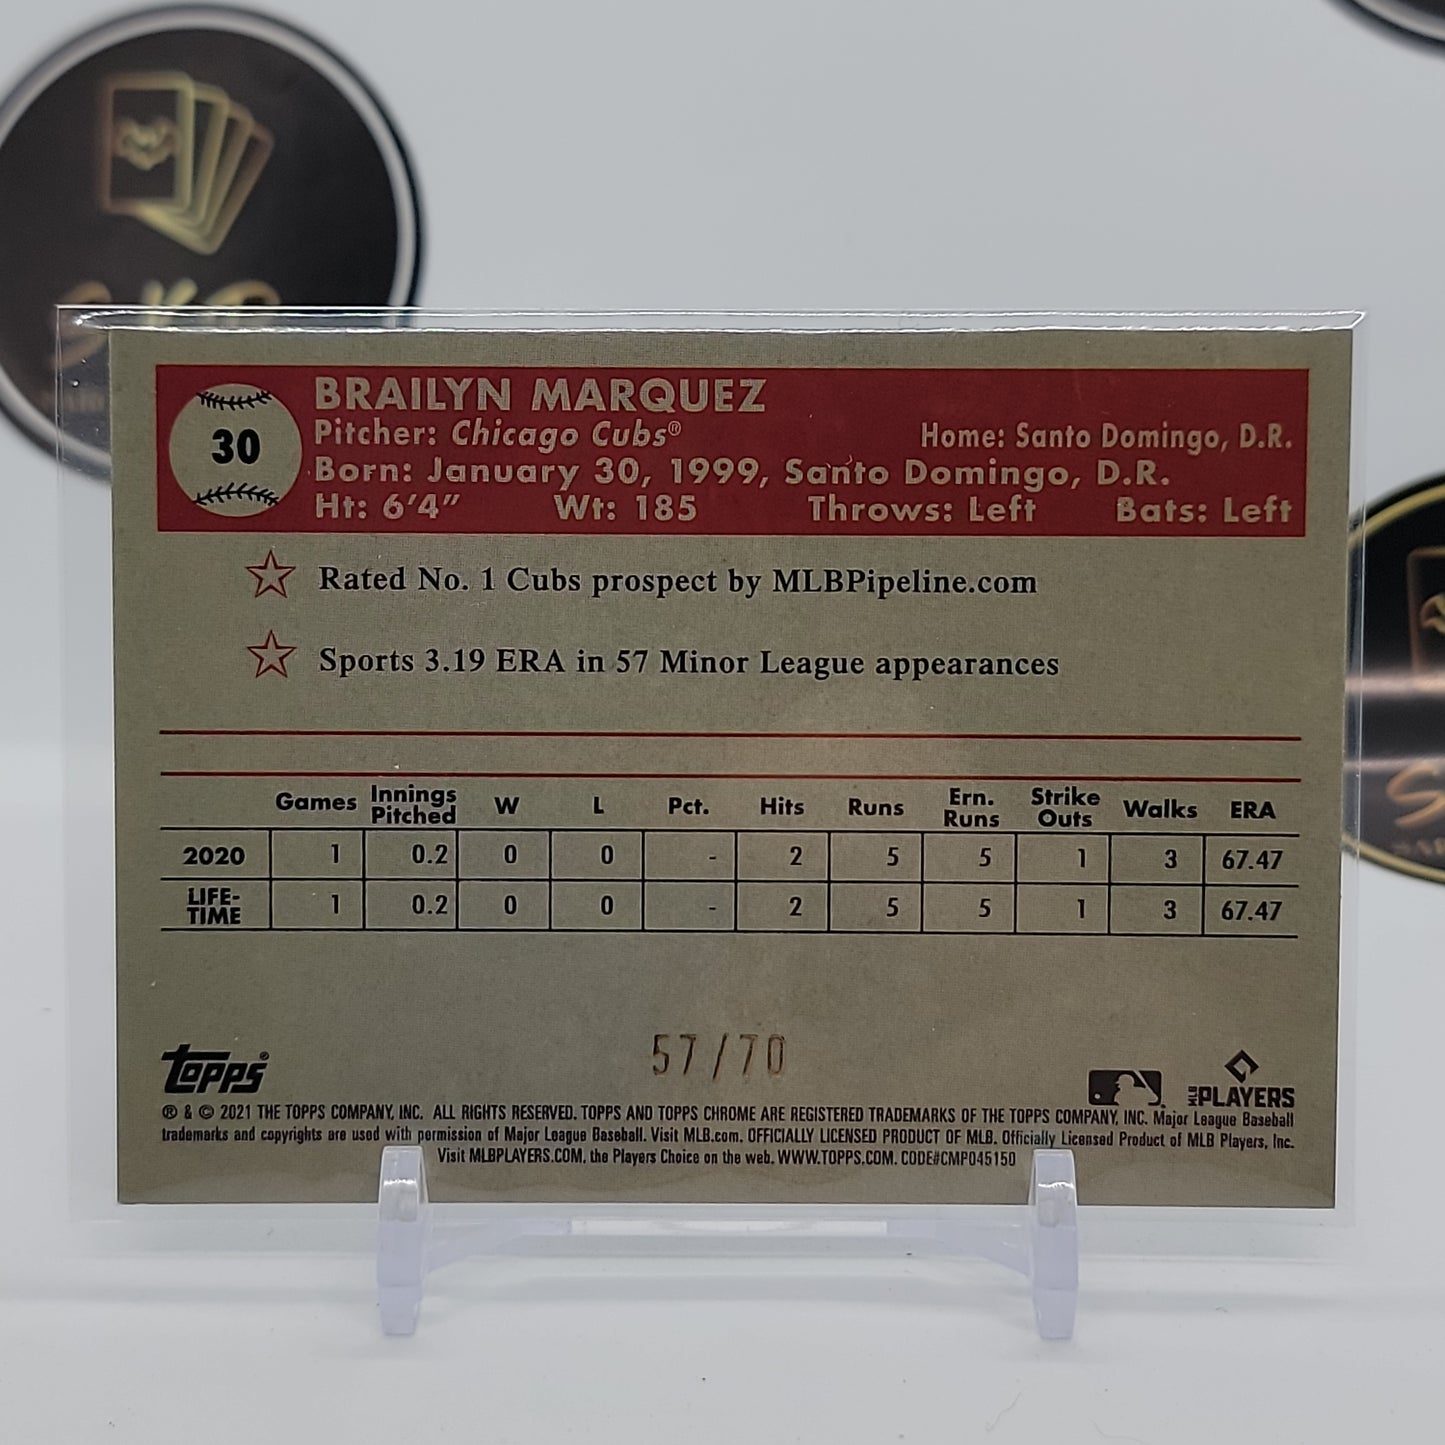 SKP
30
BRAILYN MARQUEZ
Pitcher: Chicago Cubs® Home: Santo Domingo, D.R.
Born: January 30, 1999, Santo Domingo, D.R.
Ht: 6'4" Wt: 185 Throws: Left Bats: Left
Rated No. 1 Cubs prospect by MLBPipeline.com
Sports 3.19 ERA in 57 Minor League appearances
Games Innings Pitched W L Pct. Hits Runs Ern. Runs Strike Outs Walks ERA
2020 1 0.2 0 0 - 2 5 5 1 3 67.47
LIFE-TIME 1 0.2 0 0 - 2 5 5 1 3 67.47
57/70
Topps® MLB PLAYERS
® & © 2021 THE TOPPS COMPANY, INC. ALL RIGHTS RESERVED. TOPPS AND TOPPS CHROME ARE REGISTERED TRADEMARKS OF THE TOPPS COMPANY, INC. Major League Baseball
trademarks and copyrights are used with permission of Major League Baseball. Visit MLB.com. OFFICIALLY LICENSED PRODUCT OF MLB. Officially Licensed Product of MLB Players, Inc.
Visit MLBPLAYERS.COM, the Players Choice on the web. WWW.TOPPS.COM. CODE#CMP045150